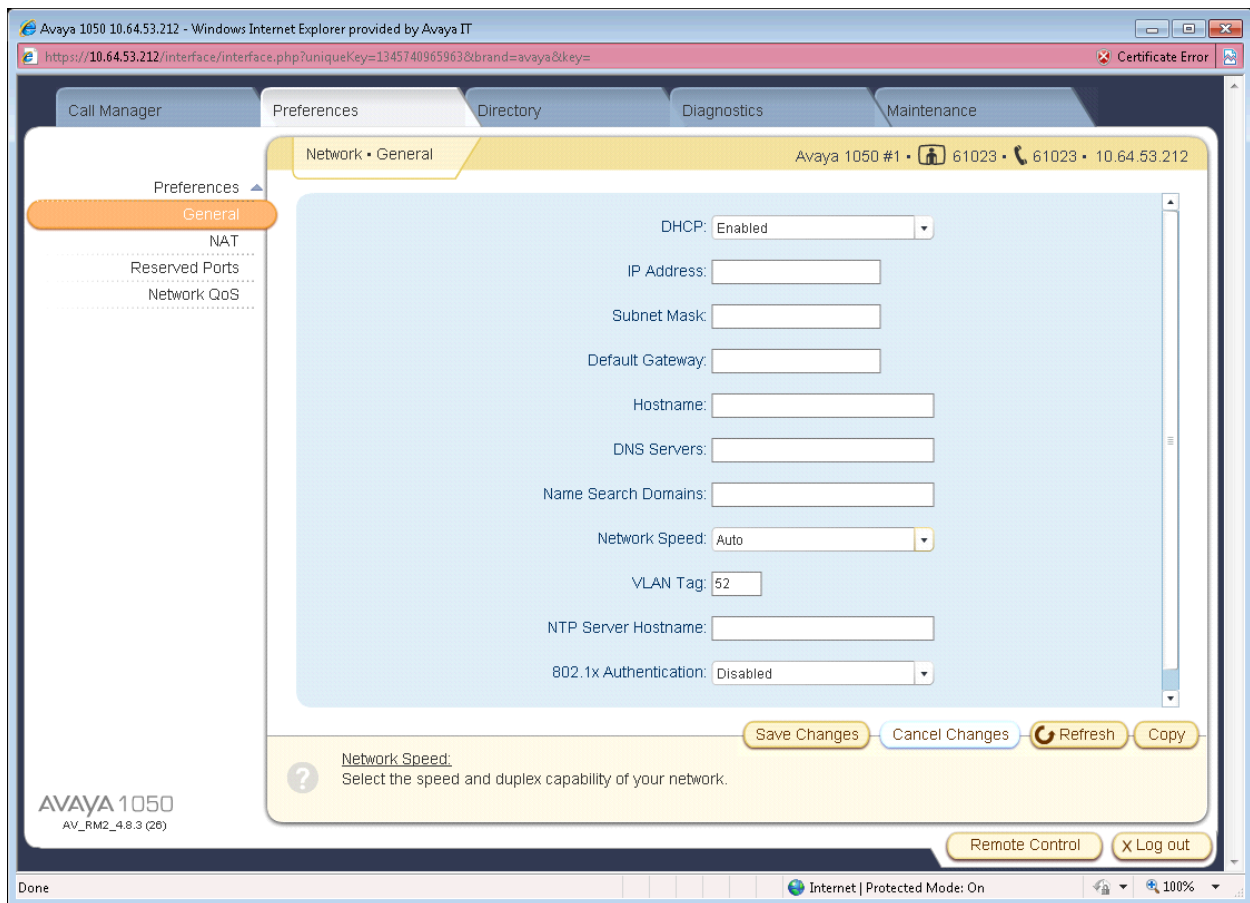 Avaya 1050 10.64.53.212 - Windows Internet Explorer provided by Avaya IT
https://10.64.53.212/interface/interface.php?uniqueKey=1345740965963&brand=avaya&key=
Certificate Error
Call Manager
Preferences
Directory
Diagnostics
Maintenance
Network • General
Avaya 1050 #1 • 61023 • 61023 • 10.64.53.212
Preferences
General
NAT
Reserved Ports
Network QoS
DHCP: Enabled
IP Address:
Subnet Mask:
Default Gateway:
Hostname:
DNS Servers:
Name Search Domains:
Network Speed: Auto
VLAN Tag: 52
NTP Server Hostname:
802.1x Authentication: Disabled
Save Changes
Cancel Changes
Refresh
Copy
Network Speed:
Select the speed and duplex capability of your network.
AVAYA 1050
AV_RM2_4.8.3 (26)
Remote Control
X Log out
Done
Internet | Protected Mode: On
100%